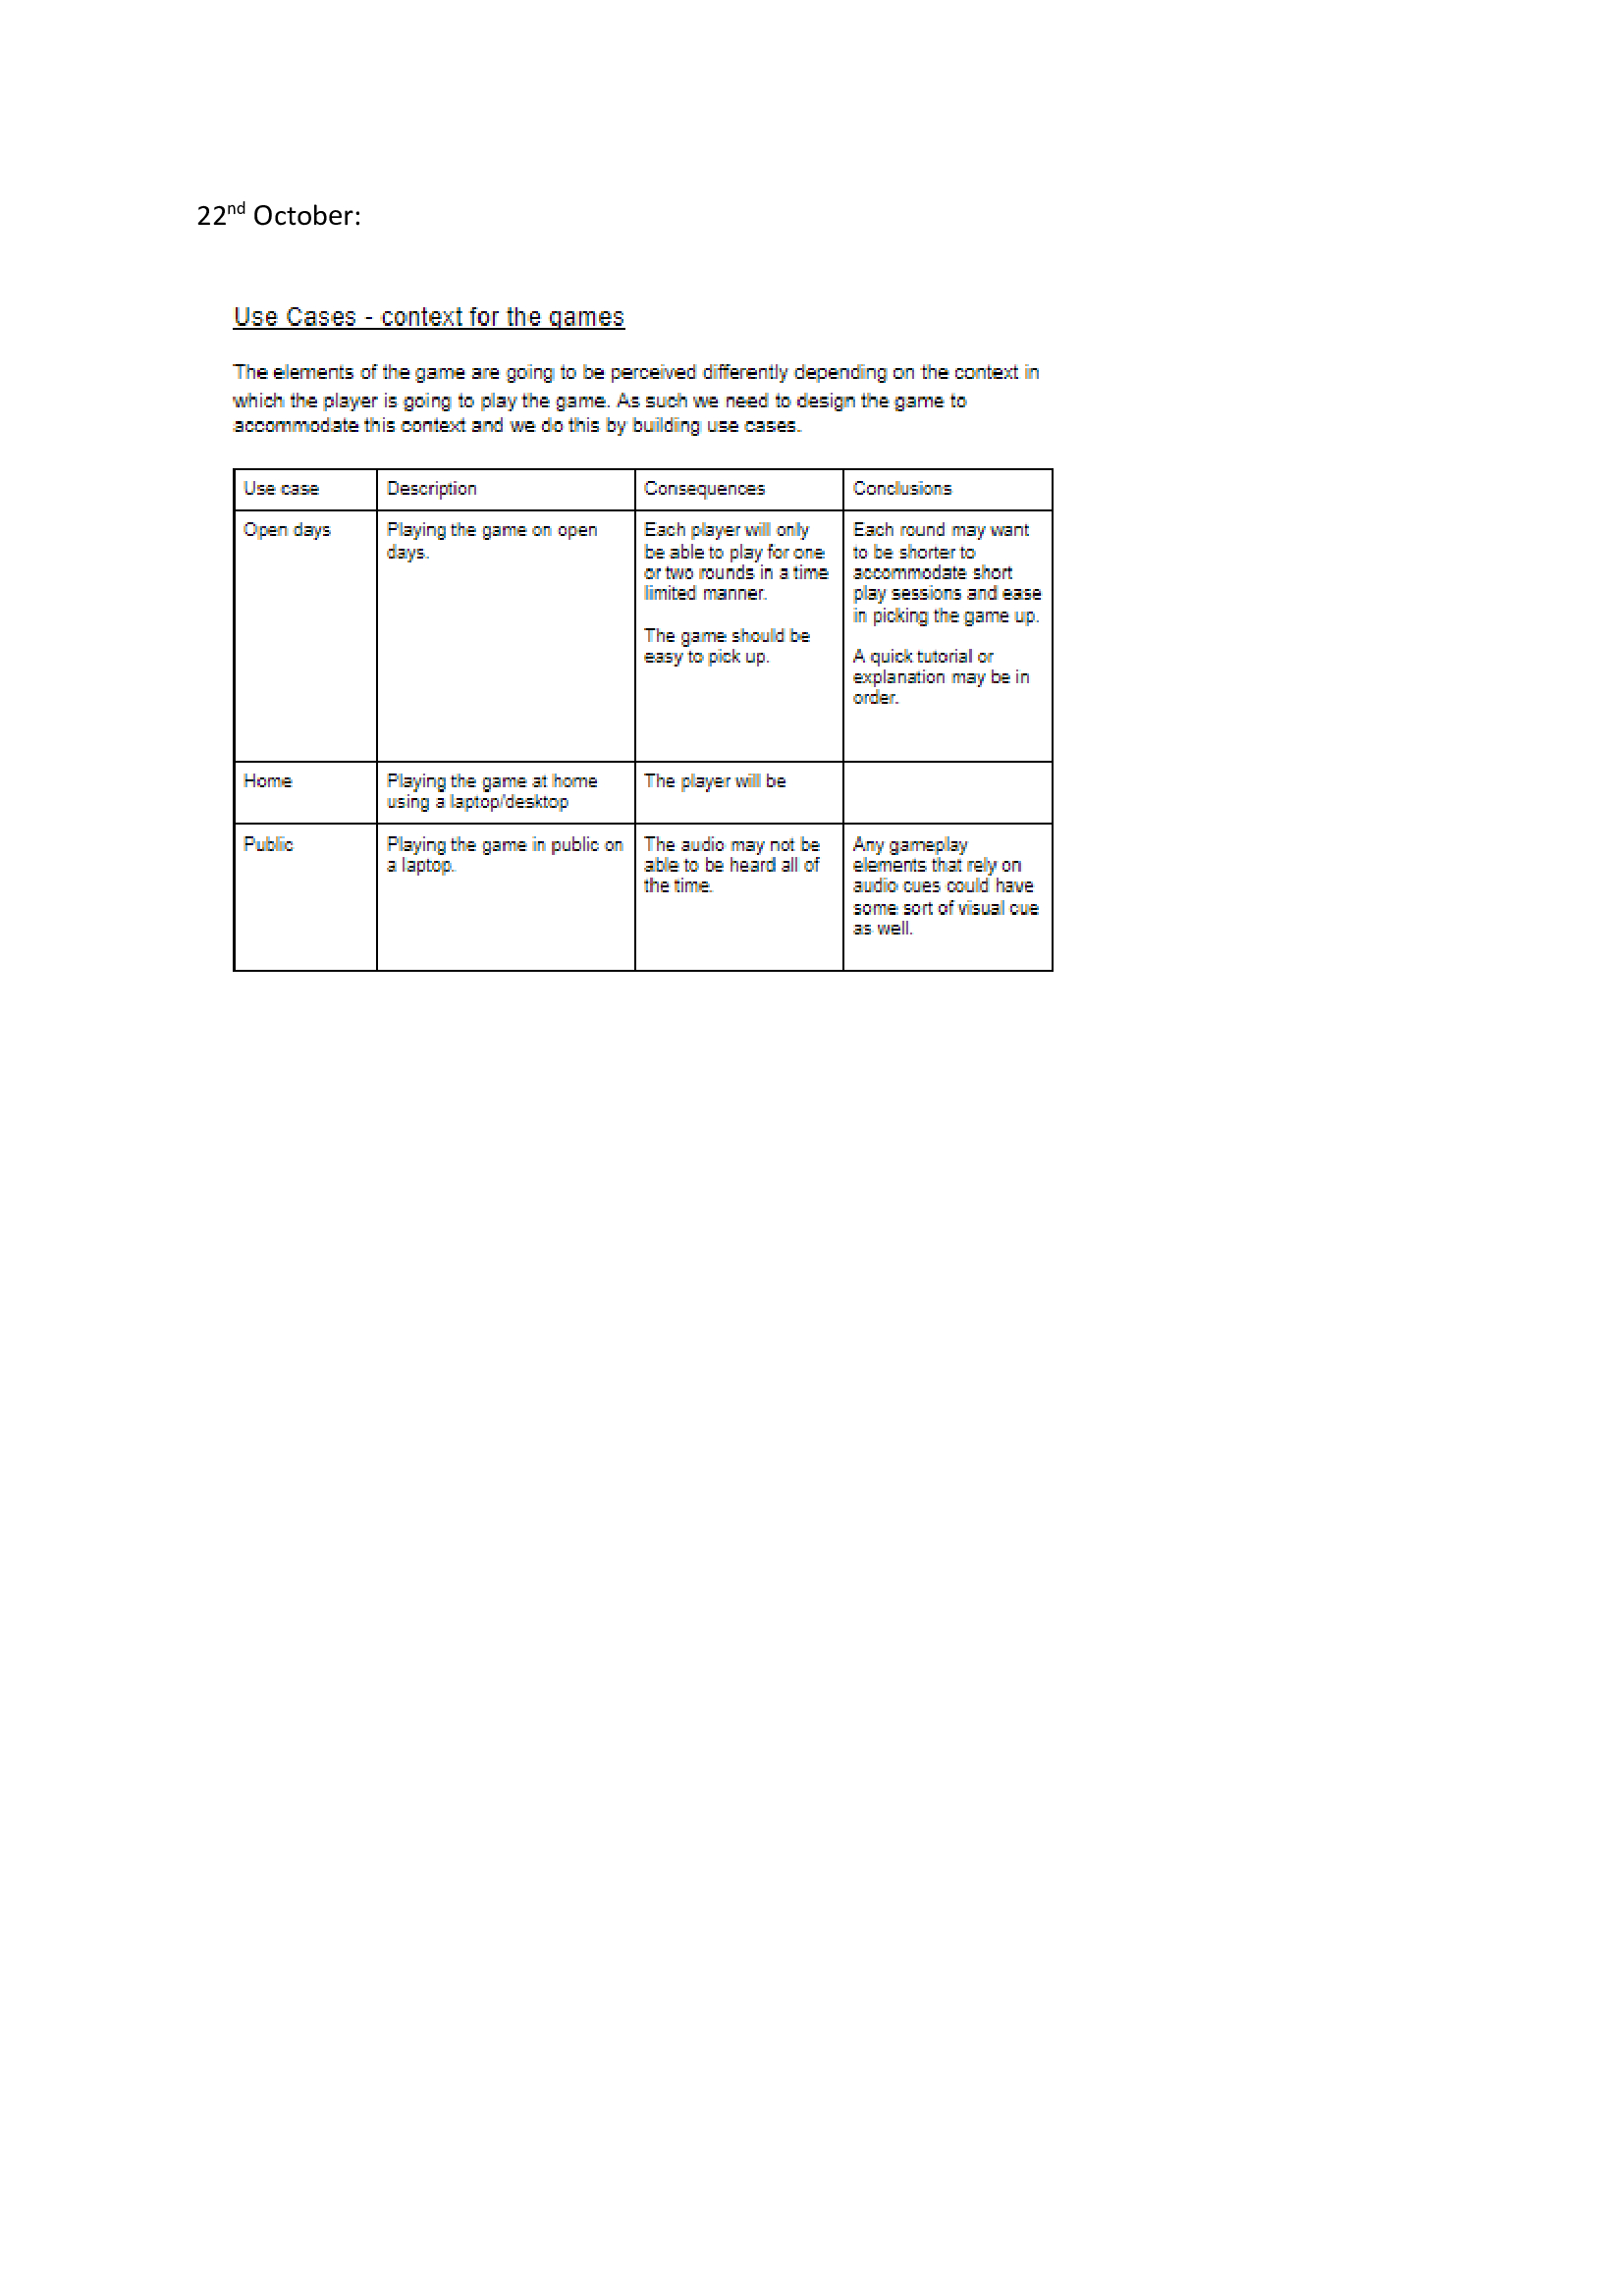 22nd October:
Use Cases - context for the games
The elements of the game are going to be perceived differently depending on the context in
which the player is going to play the game. As such we need to design the game to
accommodate this context and we do this by building use cases.
Use case Description Consequences Conclusions
Open days
Playing the game on open
days.
Each player will only
be able to play for one
or two rounds in a time
limited manner.
The game should be
easy to pick up.
Each round may want
to be shorter to
accommodate short
play sessions and ease
in picking the game up.
A quick tutorial or
explanation may be in
order.
Home
Playing the game at home
using a laptop/desktop
The player will be
Public
Playing the game in public on
a laptop.
The audio may not be
able to be heard all of
the time.
Any gameplay
elements that rely on
audio cues could have
some sort of visual cue
as well.